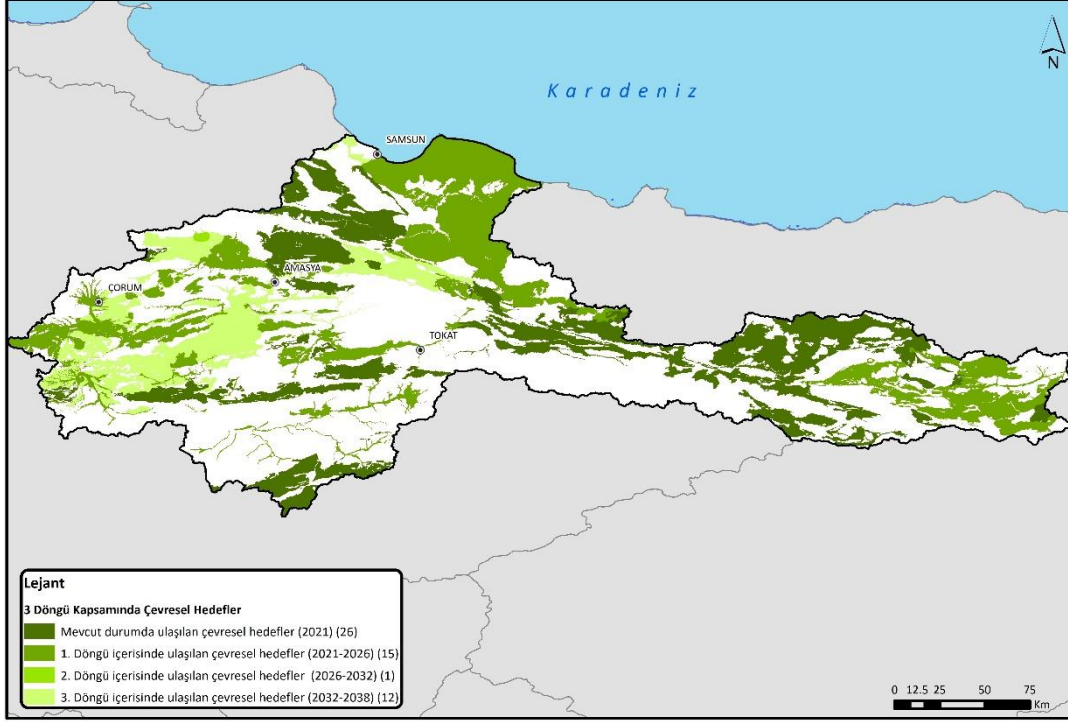 N
Karadeniz
SAMSUN
AMASYA
ÇORUM
TOKAT
Lejant
3 Döngü Kapsamında Çevresel Hedefler
Mevcut durumda ulaşılan çevresel hedefler (2021) (26)
1. Döngü içerisinde ulaşılan çevresel hedefler (2021-2026) (15)
2. Döngü içerisinde ulaşılan çevresel hedefler (2026-2032) (1)
3. Döngü içerisinde ulaşılan çevresel hedefler (2032-2038) (12)
0 12.5 25 50 75
Km